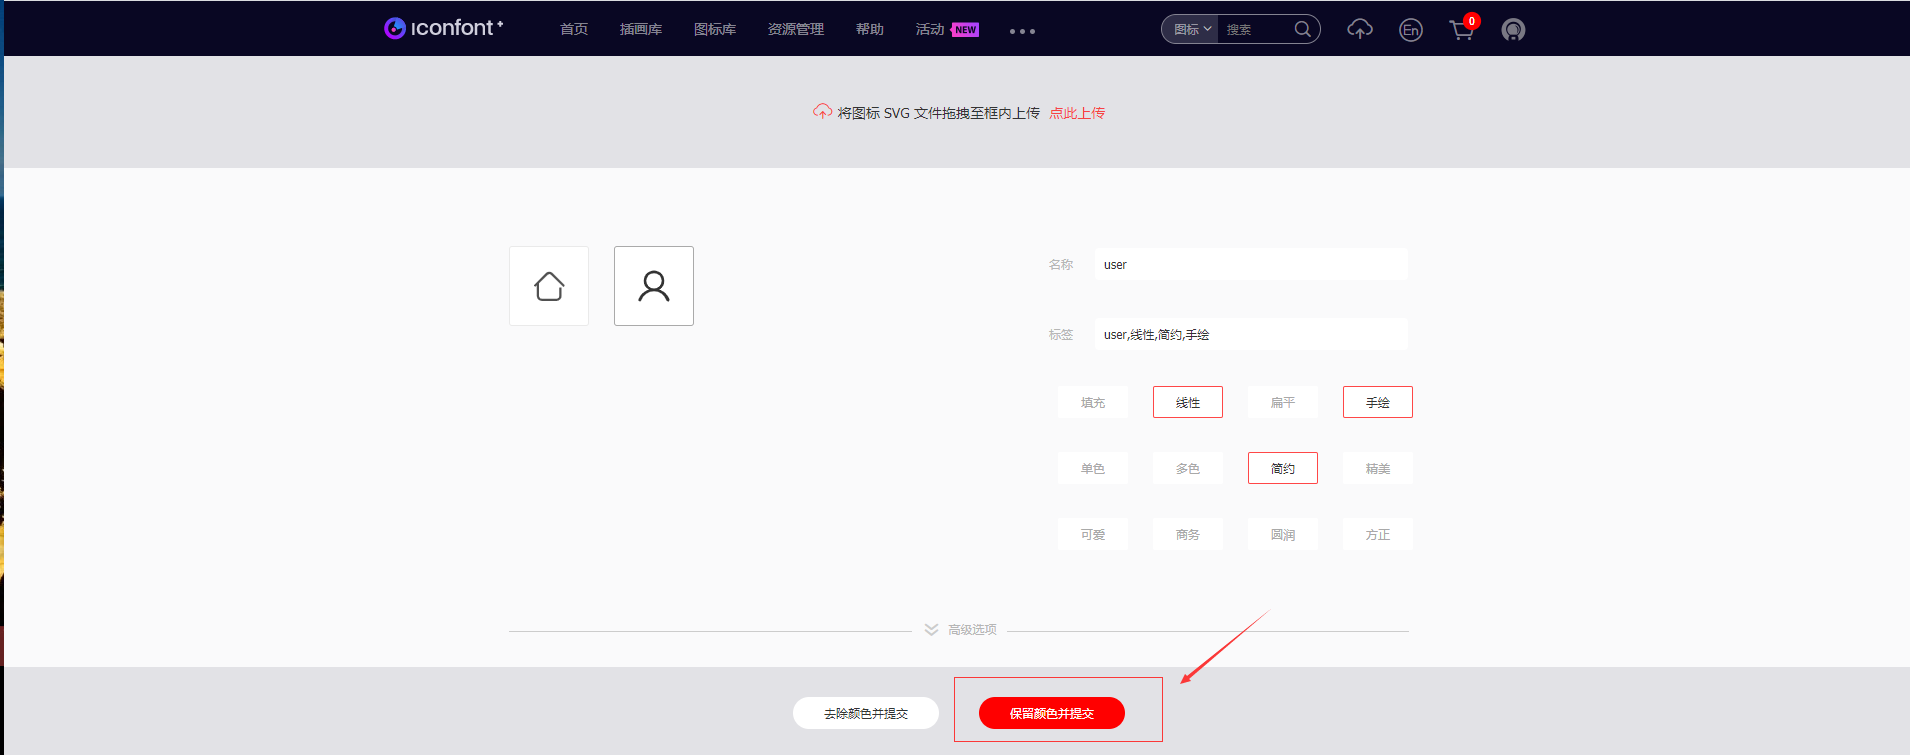 iconfont+ 首页 插画库 图标库 资源管理 帮助 活动 NEW 图标 搜索 En 0
将图标 SVG 文件拖拽至框内上传 点此上传
名称 user
标签 user,线性,简约,手绘
填充 线性 扁平 手绘
单色 多色 简约 精美
可爱 商务 圆润 方正
高级选项
去除颜色并提交 保留颜色并提交